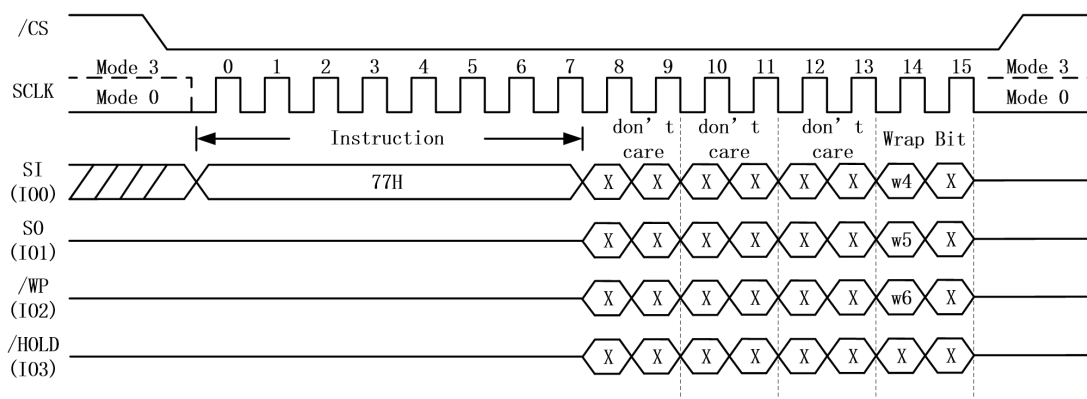 /CS
Mode 3 0 1 2 3 4 5 6 7 8 9 10 11 12 13 14 15 Mode 3
SCLK
Mode 0 Mode 0
Instruction
don't care
don't care
don't care
Wrap Bit
SI
(IO0)
77H X X X X X X w4 X
SO
(IO1)
X X X X X X w5 X
/WP
(IO2)
X X X X X X w6 X
/HOLD
(IO3)
X X X X X X X X